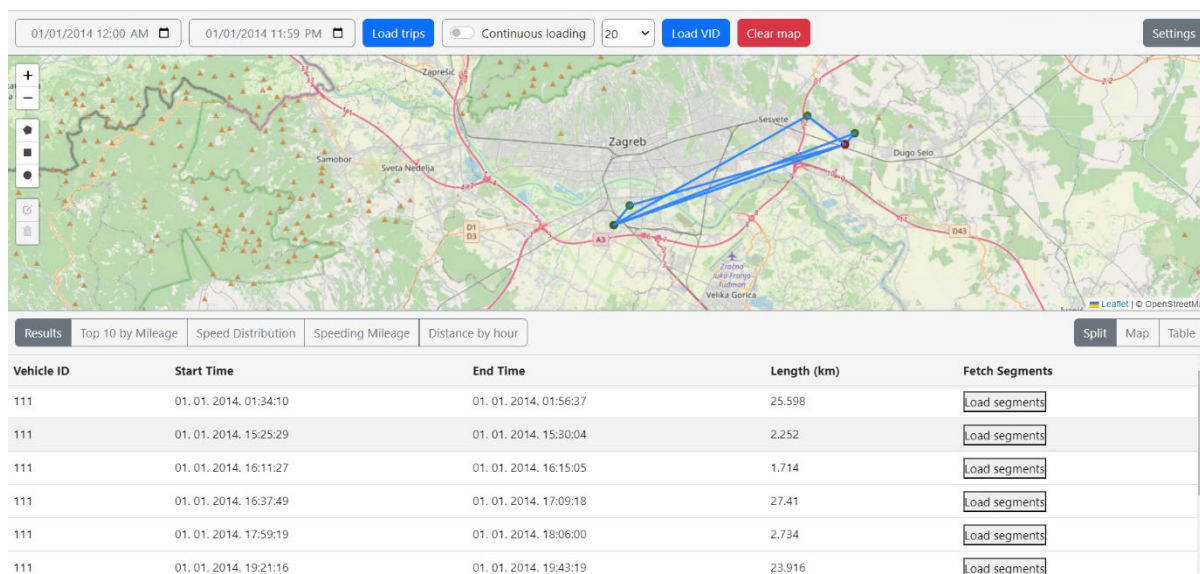 01/01/2014 12:00 AM 01/01/2014 11:59 PM Load trips Continuous loading 20 Load VID Clear map Settings
+
−
Zaprešić
Samobor
Sveta Nedelja
Zagreb
Sesvete
Dugo Selo
D1
D3
A3
D43
Zračna
luka Franjo
Tuđman
Velika Gorica
Leaflet | © OpenStreetMa
Results Top 10 by Mileage Speed Distribution Speeding Mileage Distance by hour Split Map Table
Vehicle ID Start Time End Time Length (km) Fetch Segments
111 01. 01. 2014. 01:34:10 01. 01. 2014. 01:56:37 25.598 Load segments
111 01. 01. 2014. 15:25:29 01. 01. 2014. 15:30:04 2.252 Load segments
111 01. 01. 2014. 16:11:27 01. 01. 2014. 16:15:05 1.714 Load segments
111 01. 01. 2014. 16:37:49 01. 01. 2014. 17:09:18 27.41 Load segments
111 01. 01. 2014. 17:59:19 01. 01. 2014. 18:06:00 2.734 Load segments
111 01. 01. 2014. 19:21:16 01. 01. 2014. 19:43:19 23.916 Load segments